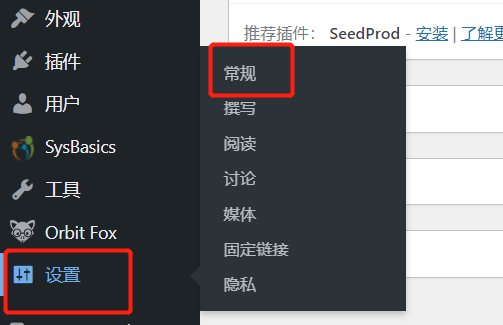 外观
插件
用户
SysBasics
工具
Orbit Fox
设置
常规
撰写
阅读
讨论
媒体
固定链接
隐私
推荐插件： SeedProd - 安装 | 了解更